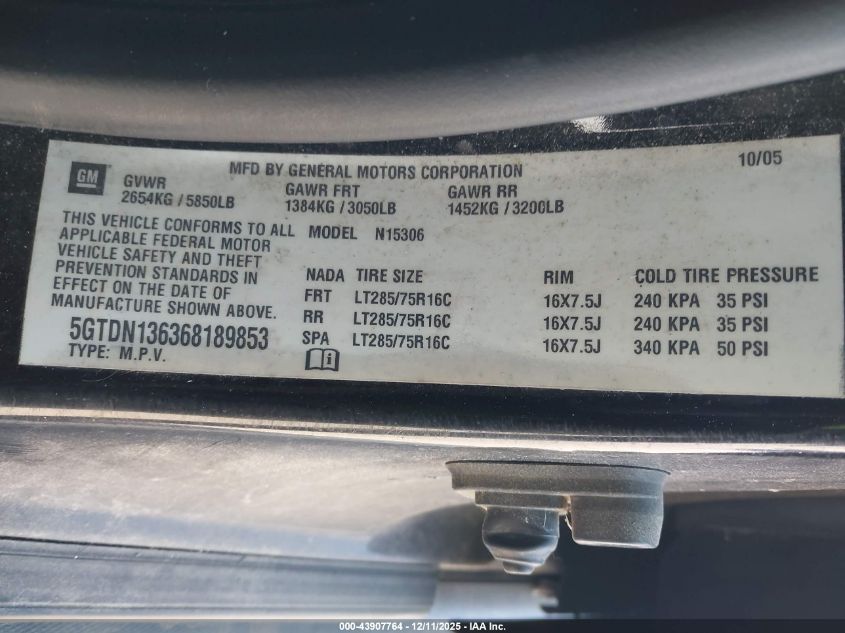 MFD BY GENERAL MOTORS CORPORATION 10/05
GM
GVWR GAWR FRT GAWR RR
2654KG / 5850LB 1384KG / 3050LB 1452KG / 3200LB
THIS VEHICLE CONFORMS TO ALL
APPLICABLE FEDERAL MOTOR
VEHICLE SAFETY AND THEFT
PREVENTION STANDARDS IN
EFFECT ON THE DATE OF
MANUFACTURE SHOWN ABOVE.
5GTDN136368189853
TYPE: M.P.V.
MODEL N15306
NADA TIRE SIZE RIM COLD TIRE PRESSURE
FRT LT285/75R16C 16X7.5J 240 KPA 35 PSI
RR LT285/75R16C 16X7.5J 240 KPA 35 PSI
SPA LT285/75R16C 16X7.5J 340 KPA 50 PSI
000-43907764 - 12/11/2025 - IAA Inc.